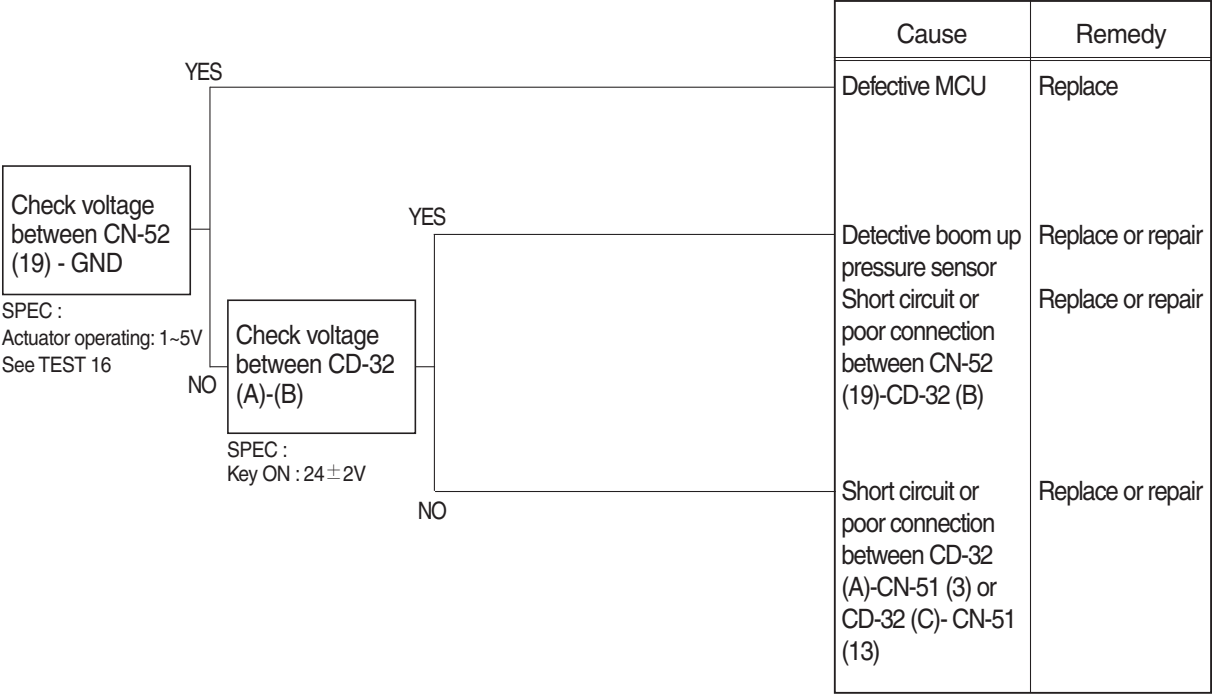 Cause
Remedy
YES
Defective MCU
Replace
Check voltage
between CN-52
(19) - GND
SPEC :
Actuator operating: 1~5V
See TEST 16
NO
YES
Detective boom up
pressure sensor
Replace or repair
Short circuit or
poor connection
between CN-52
(19)-CD-32 (B)
Replace or repair
Check voltage
between CD-32
(A)-(B)
SPEC :
Key ON : 24±2V
NO
Short circuit or
poor connection
between CD-32
(A)-CN-51 (3) or
CD-32 (C)- CN-51
(13)
Replace or repair